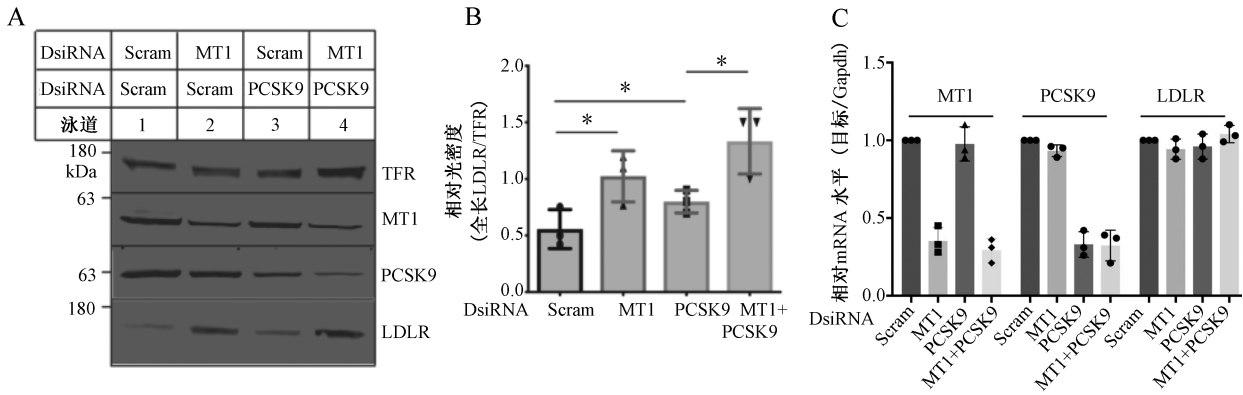 A
DsiRNA Scram MT1 Scram MT1
DsiRNA Scram Scram PCSK9 PCSK9
泳道 1 2 3 4
180
kDa
TFR
63
MT1
63
PCSK9
180
LDLR
B
相对光密度
（全长LDLR/TFR）
2.0
1.5
1.0
0.5
0.0
*
*
*
DsiRNA Scram MT1 PCSK9 MT1+
PCSK9
C
相对mRNA 水平（目标/Gapdh）
1.5
1.0
0.5
0.0
MT1 PCSK9 LDLR
DsiRNA
Scram
MT1
PCSK9
MT1+PCSK9
Scram
MT1
PCSK9
MT1+PCSK9
Scram
MT1
PCSK9
MT1+PCSK9